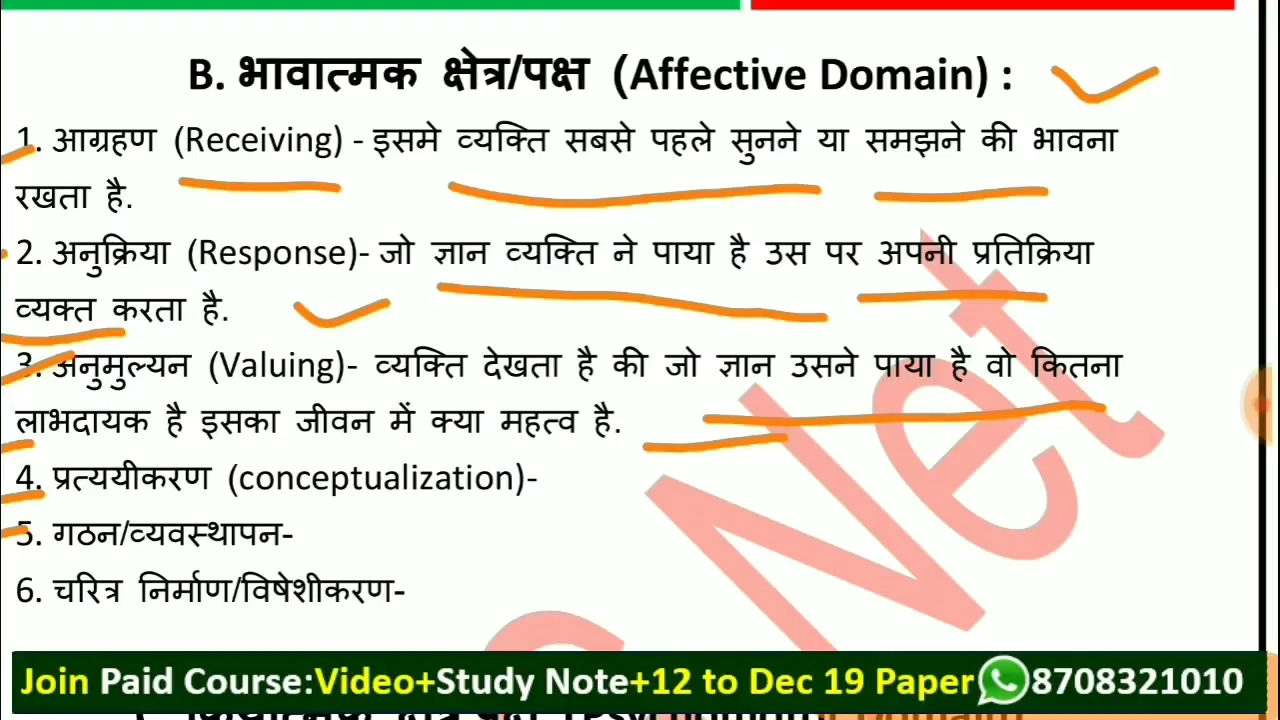 B. भावात्मक क्षेत्र/पक्ष (Affective Domain) :
1. आग्रहण (Receiving) - इसमे व्यक्ति सबसे पहले सुनने या समझने की भावना
रखता है.
2. अनुक्रिया (Response)- जो ज्ञान व्यक्ति ने पाया है उस पर अपनी प्रतिक्रिया
व्यक्त करता है.
3. अनुमुल्यन (Valuing)- व्यक्ति देखता है की जो ज्ञान उसने पाया है वो कितना
लाभदायक है इसका जीवन में क्या महत्व है.
4. प्रत्ययीकरण (conceptualization)-
5. गठन/व्यवस्थापन-
6. चरित्र निर्माण/विषेशीकरण-
Net
Join Paid Course:Video+Study Note+12 to Dec 19 Paper 8708321010